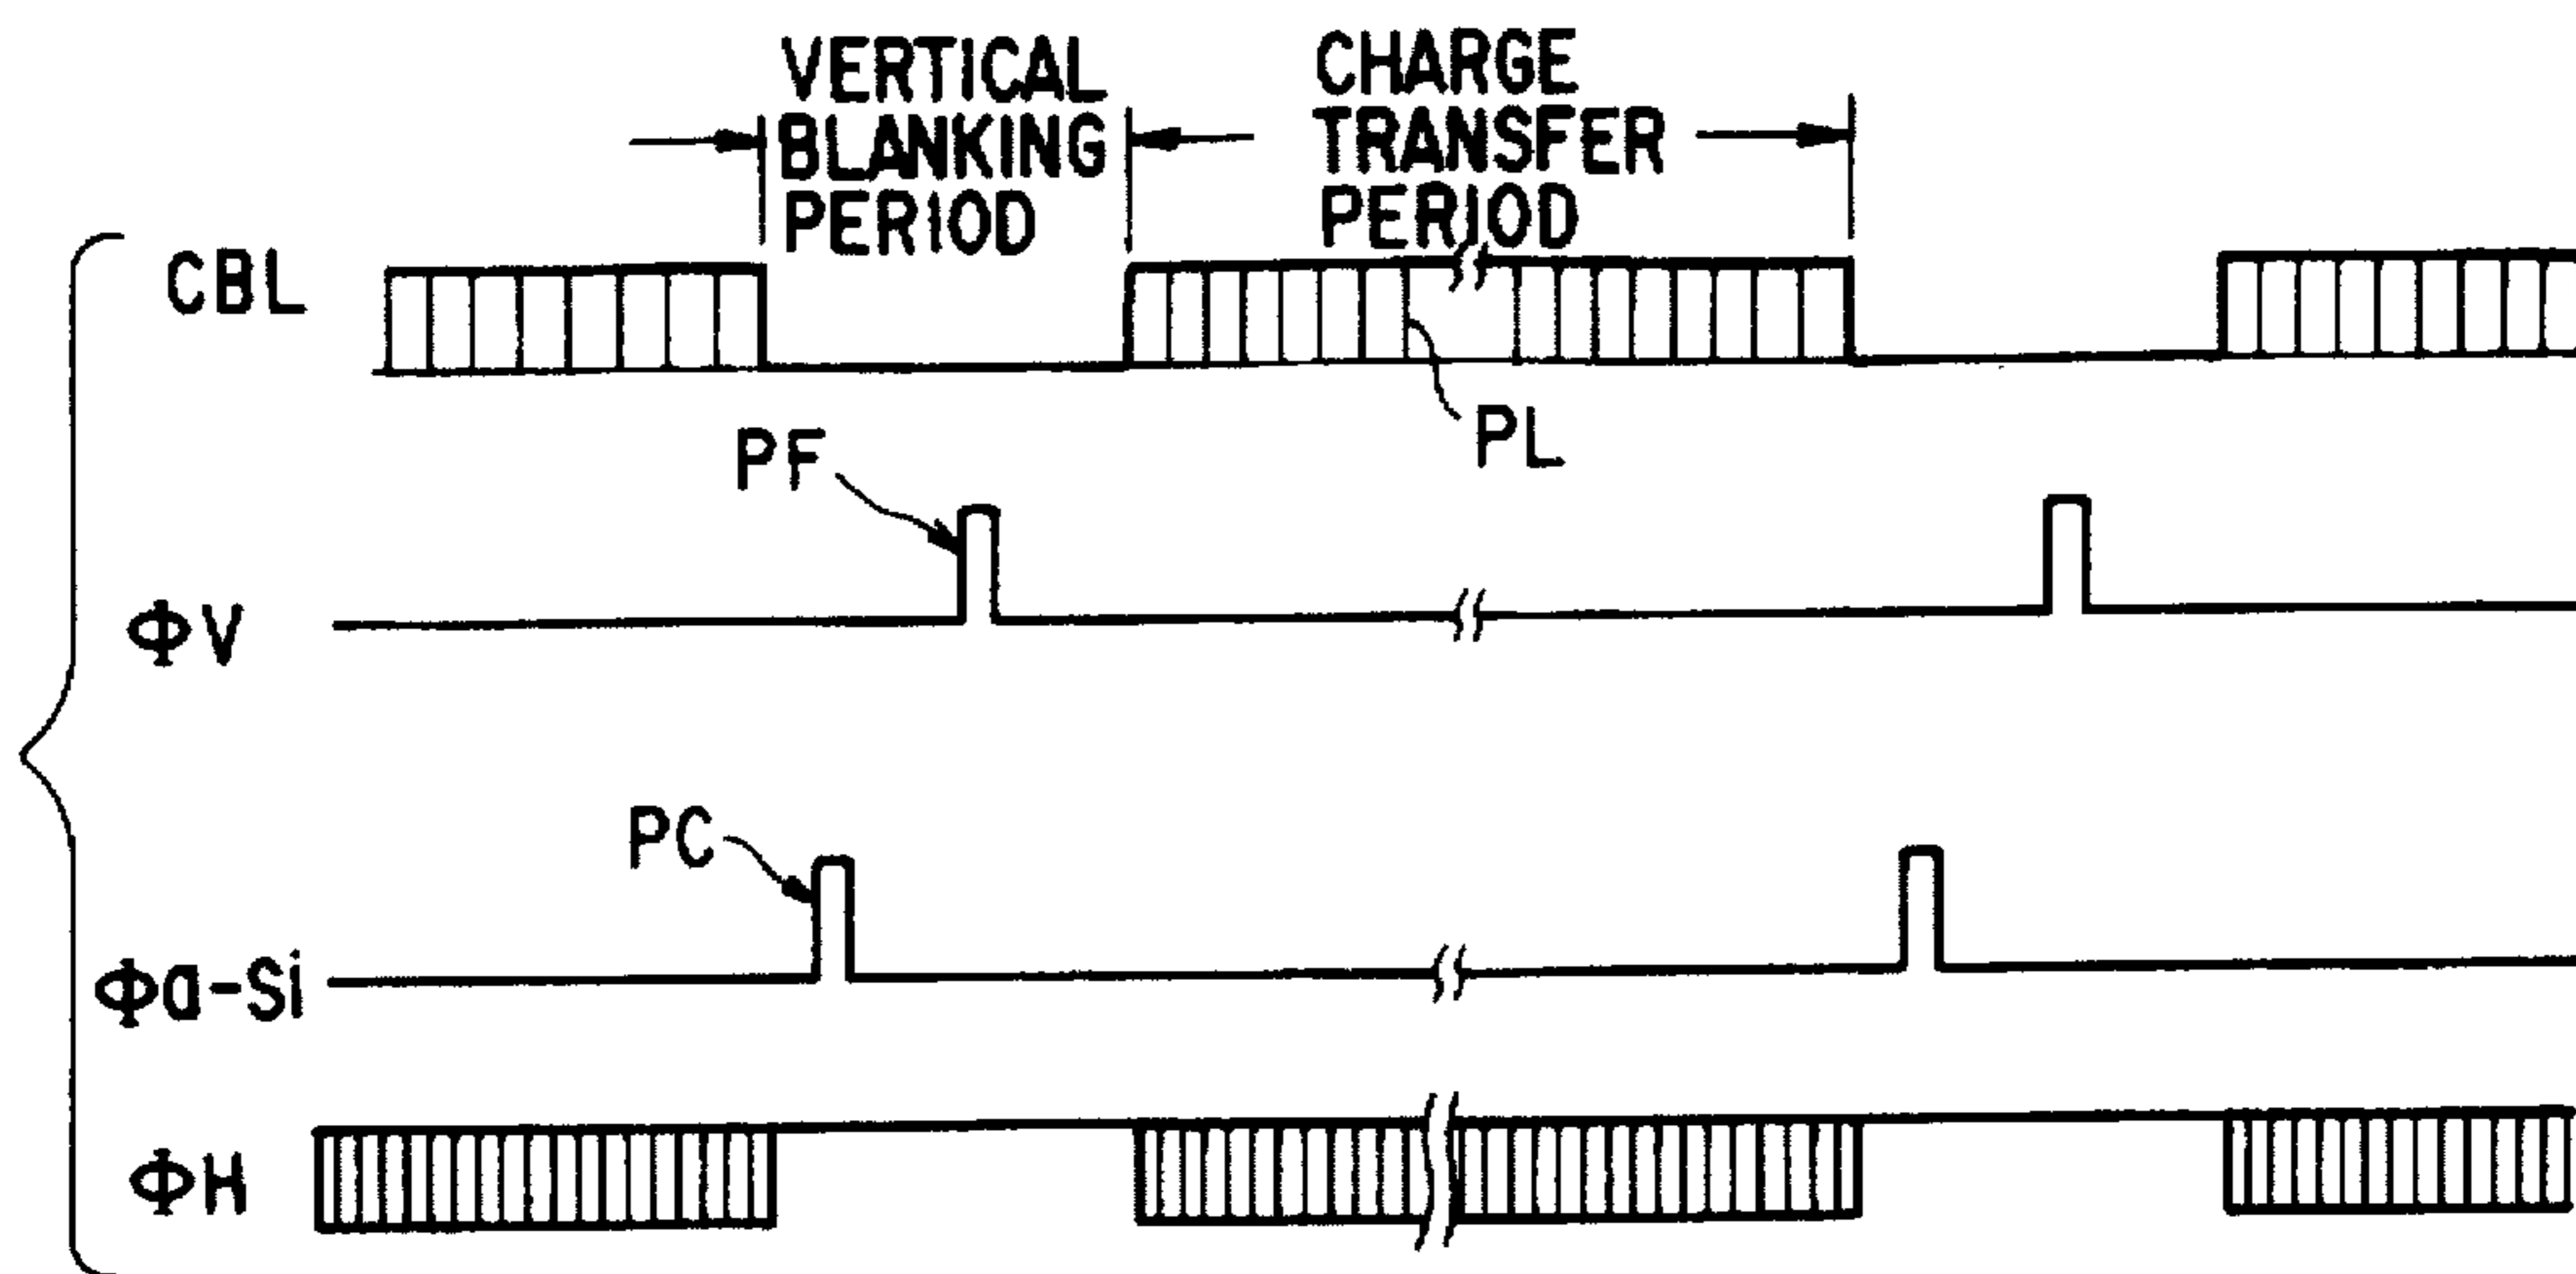 VERTICAL
BLANKING
PERIOD
CHARGE
TRANSFER
PERIOD
CBL
PL
PF
ΦV
PC
Φa-Si
ΦH